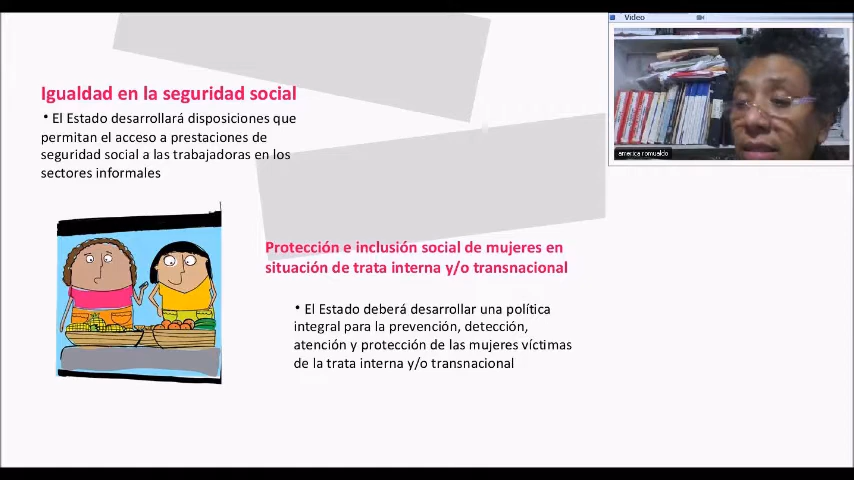 Video
america romualdo
Igualdad en la seguridad social
• El Estado desarrollará disposiciones que
permitan el acceso a prestaciones de
seguridad social a las trabajadoras en los
sectores informales
Protección e inclusión social de mujeres en
situación de trata interna y/o transnacional
• El Estado deberá desarrollar una política
integral para la prevención, detección,
atención y protección de las mujeres víctimas
de la trata interna y/o transnacional